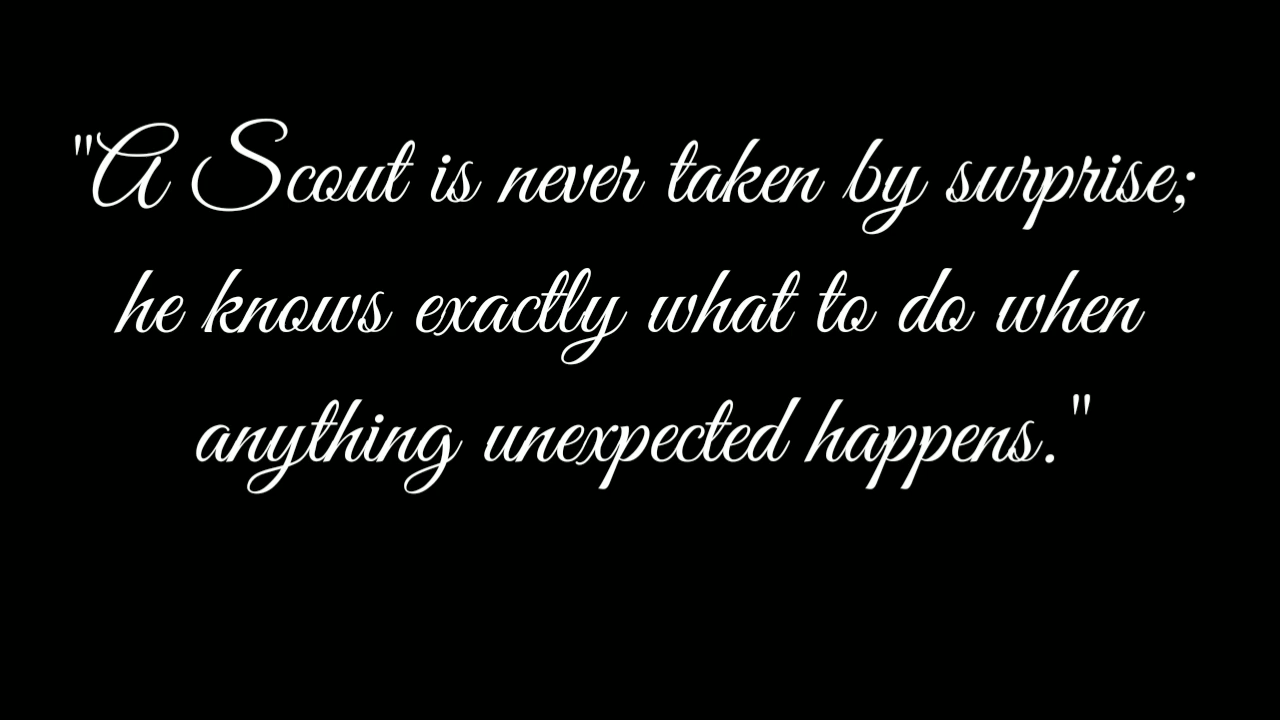 "A Scout is never taken by surprise;
he knows exactly what to do when
anything unexpected happens."